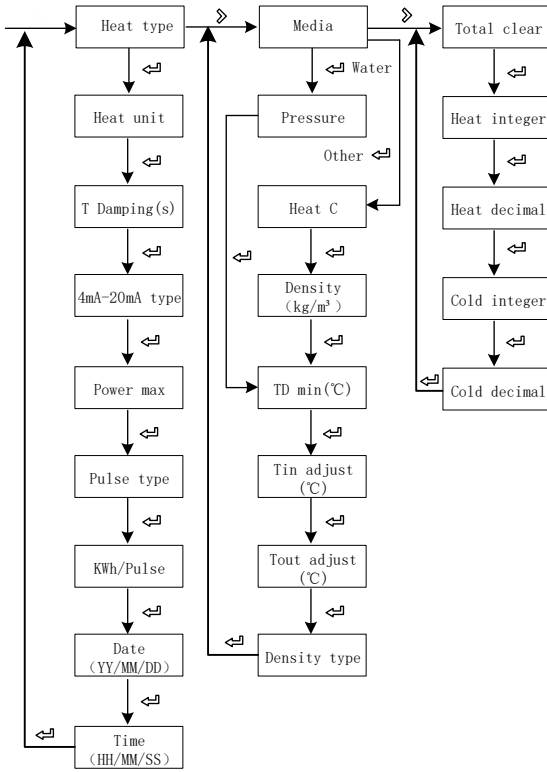 Heat type
Heat unit
T Damping(s)
4mA-20mA type
Power max
Pulse type
KWh/Pulse
Date
(YY/MM/DD)
Time
(HH/MM/SS)
Media
Water
Pressure
Other
Heat C
Density
(kg/m³)
TD min(℃)
Tin adjust
(℃)
Tout adjust
(℃)
Density type
Total clear
Heat integer
Heat decimal
Cold integer
Cold decimal